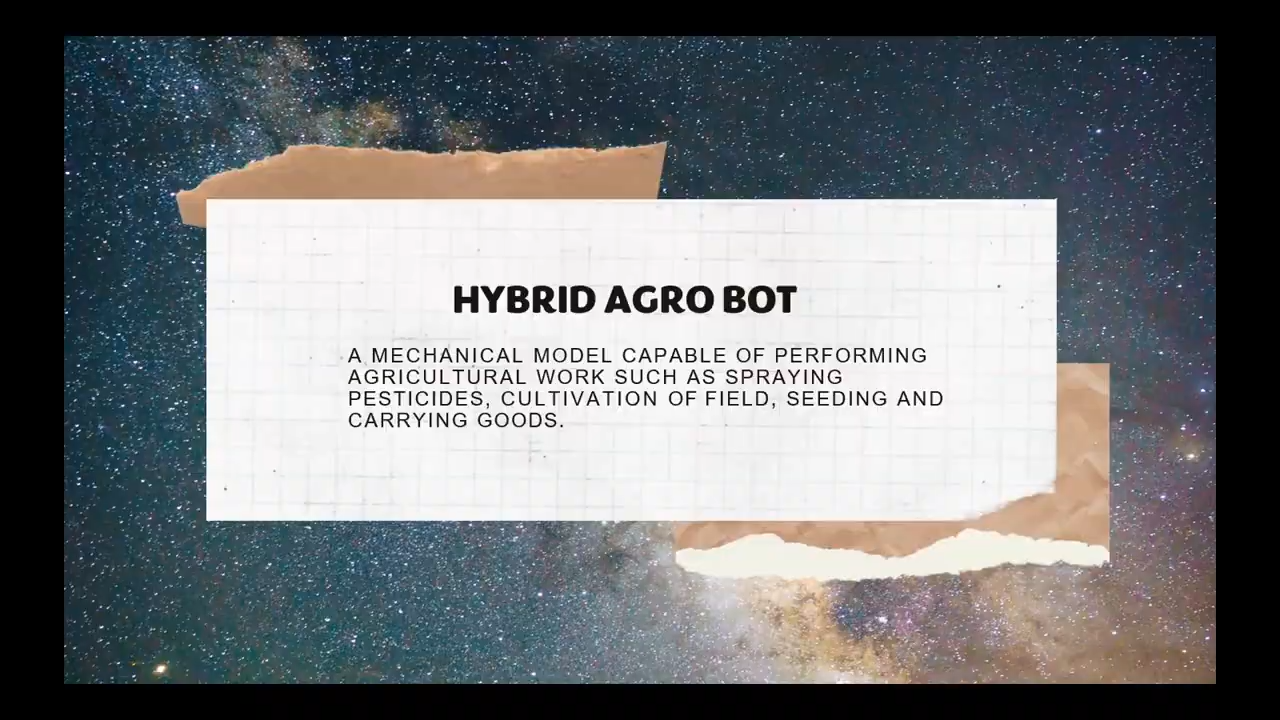 HYBRID AGRO BOT
A MECHANICAL MODEL CAPABLE OF PERFORMING
AGRICULTURAL WORK SUCH AS SPRAYING
PESTICIDES, CULTIVATION OF FIELD, SEEDING AND
CARRYING GOODS.